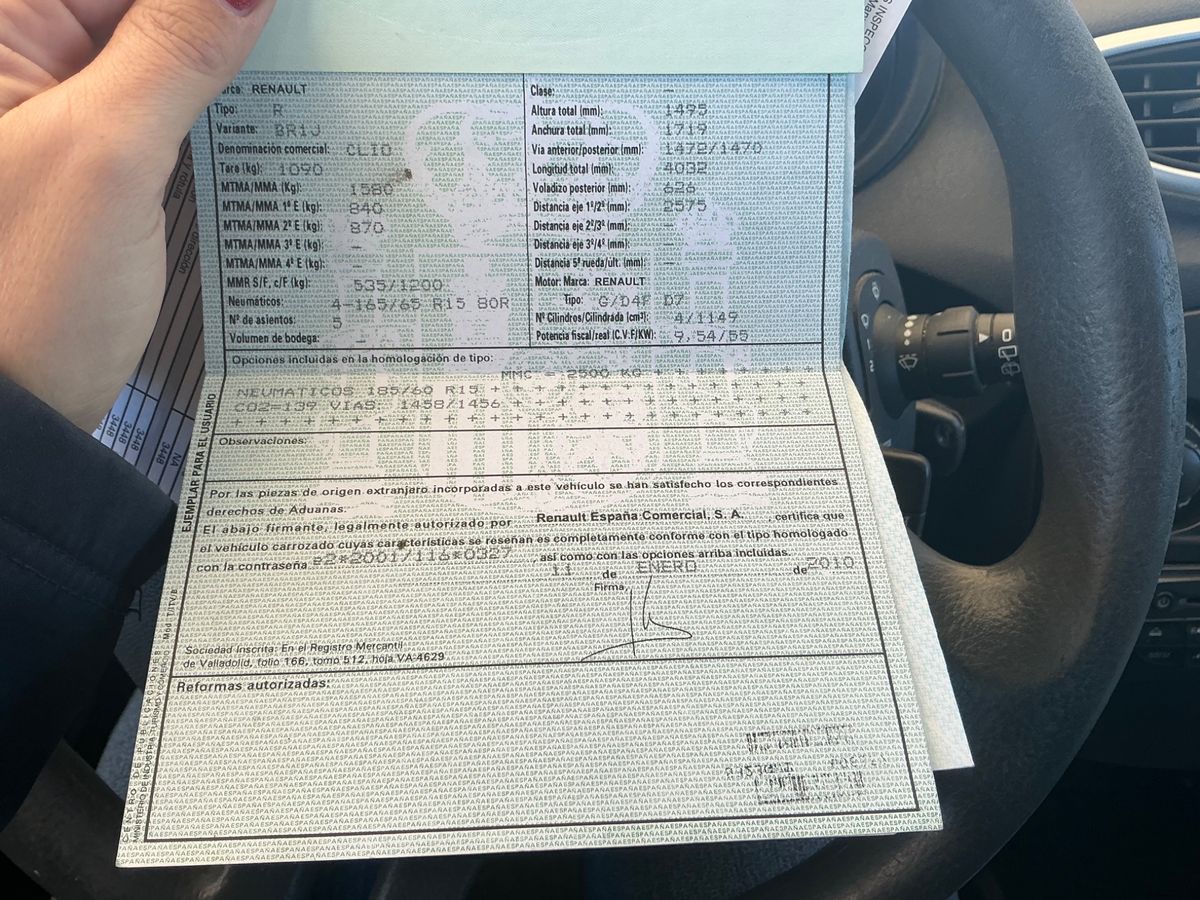 S INSPECC
rca: RENAULT
Tipo: R
Variante: BR1J
Denominación comercial: CLIO
Tara (kg): 1090
MTMA/MMA (Kg): 1580
MTMA/MMA 1º E (kg): 840
MTMA/MMA 2º E (kg): 870
MTMA/MMA 3º E (kg): -
MTMA/MMA 4º E (kg): -
MMR S/F, c/F (kg): 535/1200
Neumáticos: 4-165/65 R15 80R
Nº de asientos: 5
Volumen de bodega: -
Clase: -
Altura total (mm): 1495
Anchura total (mm): 1719
Vía anterior/posterior (mm): 1472/1470
Longitud total (mm): 4032
Voladizo posterior (mm): 626
Distancia eje 1º/2º (mm): 2575
Distancia eje 2º/3º (mm): -
Distancia eje 3º/4º (mm): -
Distancia 5ª rueda/últ. (mm): -
Motor: Marca: RENAULT
Tipo: G/D4F D7
Nº Cilindros/Cilindrada (cm³): 4/1149
Potencia fiscal/real (C.V.F/KW): 9,54/55
Opciones incluidas en la homologación de tipo:
MMC = 2500 KG + + + + + + + + +
NEUMATICOS 185/60 R15 + + + + + + + + + + + + + + +
CO2=139 VIAS 1458/1456 + + + + + + + + + + + + + +
+ + + + + + + + + + + + + + + + + + + + + + + + + +
Observaciones:
Por las piezas de origen extranjero incorporadas a este vehículo se han satisfecho los correspondientes
derechos de Aduanas.
El abajo firmante, legalmente autorizado por Renault España Comercial, S. A. , certifica que
el vehículo carrozado cuyas características se reseñan es completamente conforme con el tipo homologado
con la contraseña e2*2001/116*0327 , así como con las opciones arriba incluidas.
11 de ENERO de 2010
Firma,
Sociedad Inscrita: En el Registro Mercantil
de Valladolid, folio 166, tomo 512, hoja VA-4629
Reformas autorizadas:
EJEMPLAR PARA EL USUARIO
3448
3448
3448
NA